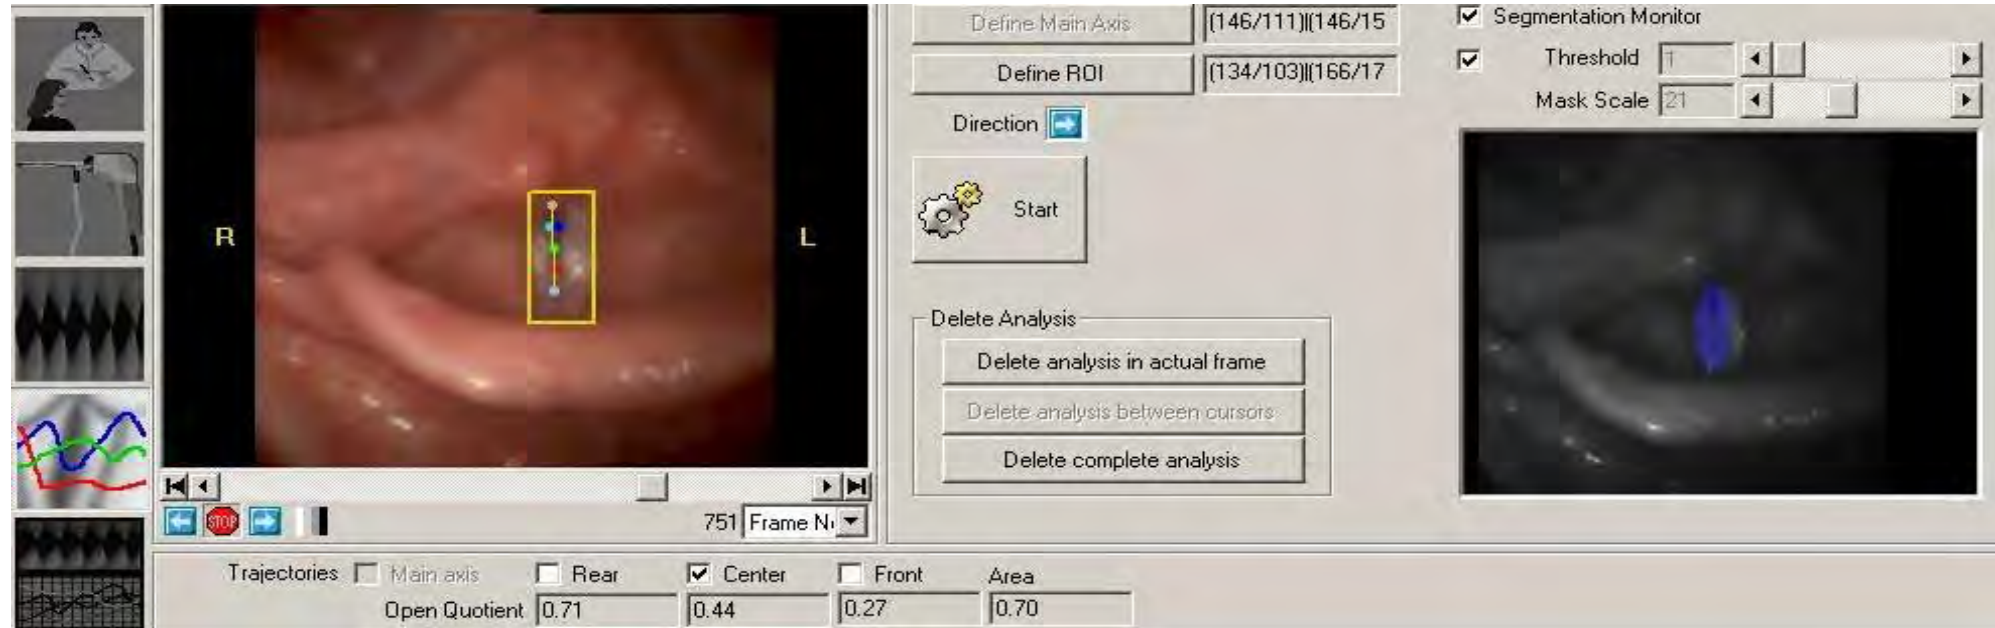 Define Main Axis (146/111)|(146/15
Define ROI (134/103)|(166/17
Direction
Start
Delete Analysis
Delete analysis in actual frame
Delete analysis between cursors
Delete complete analysis
Segmentation Monitor
Threshold 1
Mask Scale 21
R L
STOP
751 Frame N
Trajectories Main axis Rear Center Front Area
Open Quotient 0.71 0.44 0.27 0.70